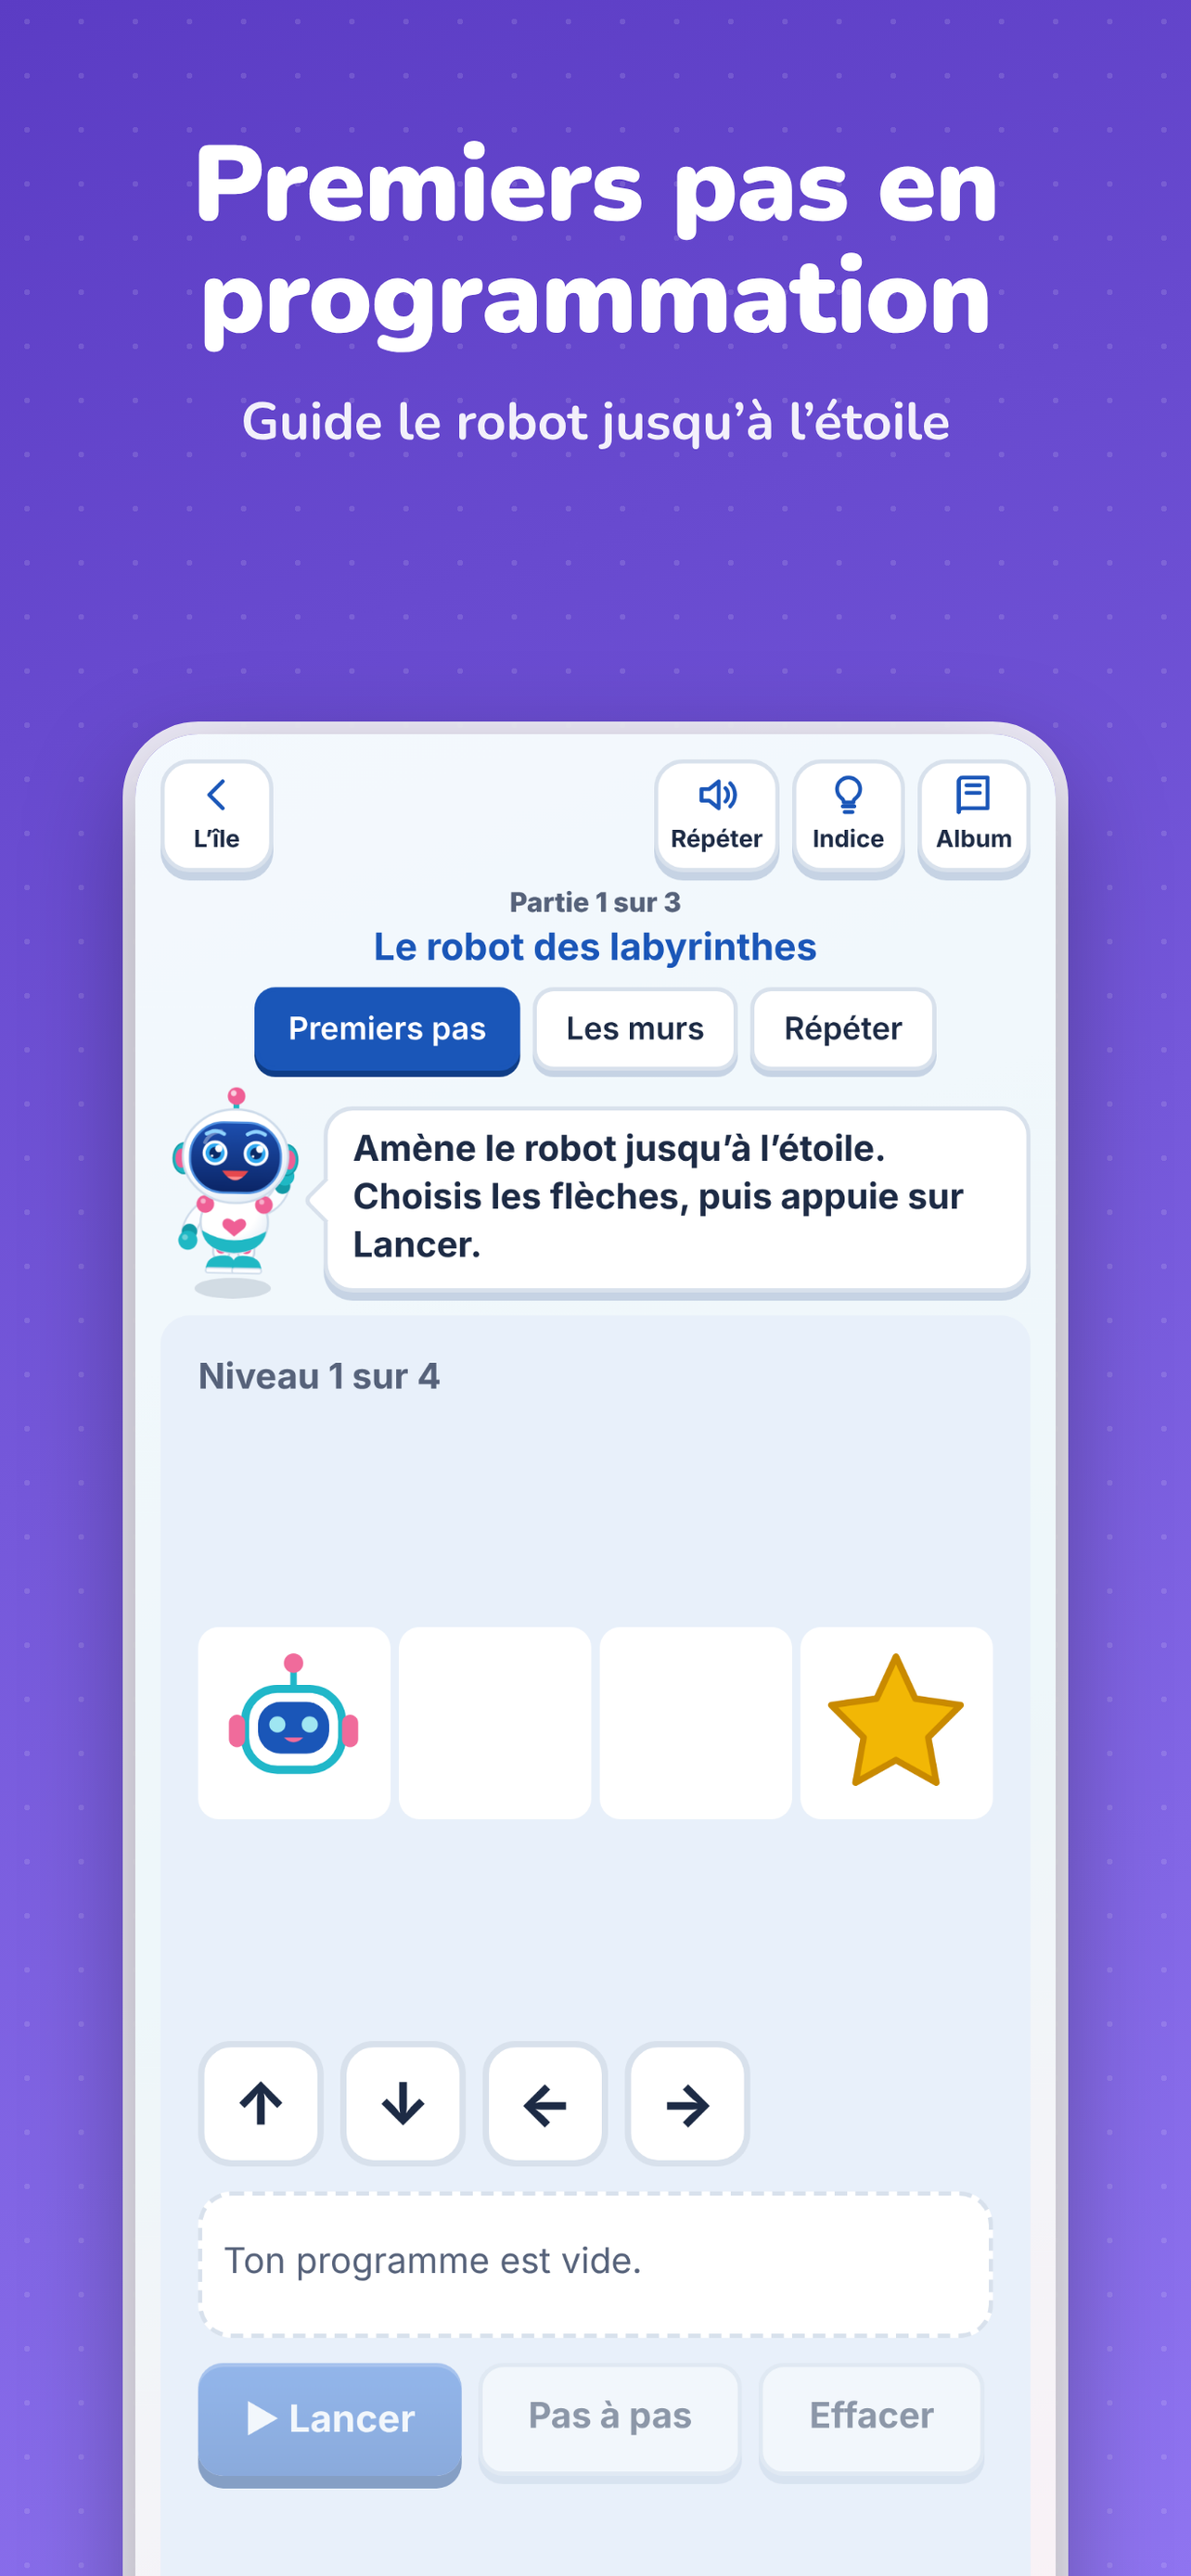 Premiers pas en
programmation
Guide le robot jusqu’à l’étoile
L’île
Répéter
Indice
Album
Partie 1 sur 3
Le robot des labyrinthes
Premiers pas
Les murs
Répéter
Amène le robot jusqu’à l’étoile.
Choisis les flèches, puis appuie sur
Lancer.
Niveau 1 sur 4
Ton programme est vide.
Lancer
Pas à pas
Effacer